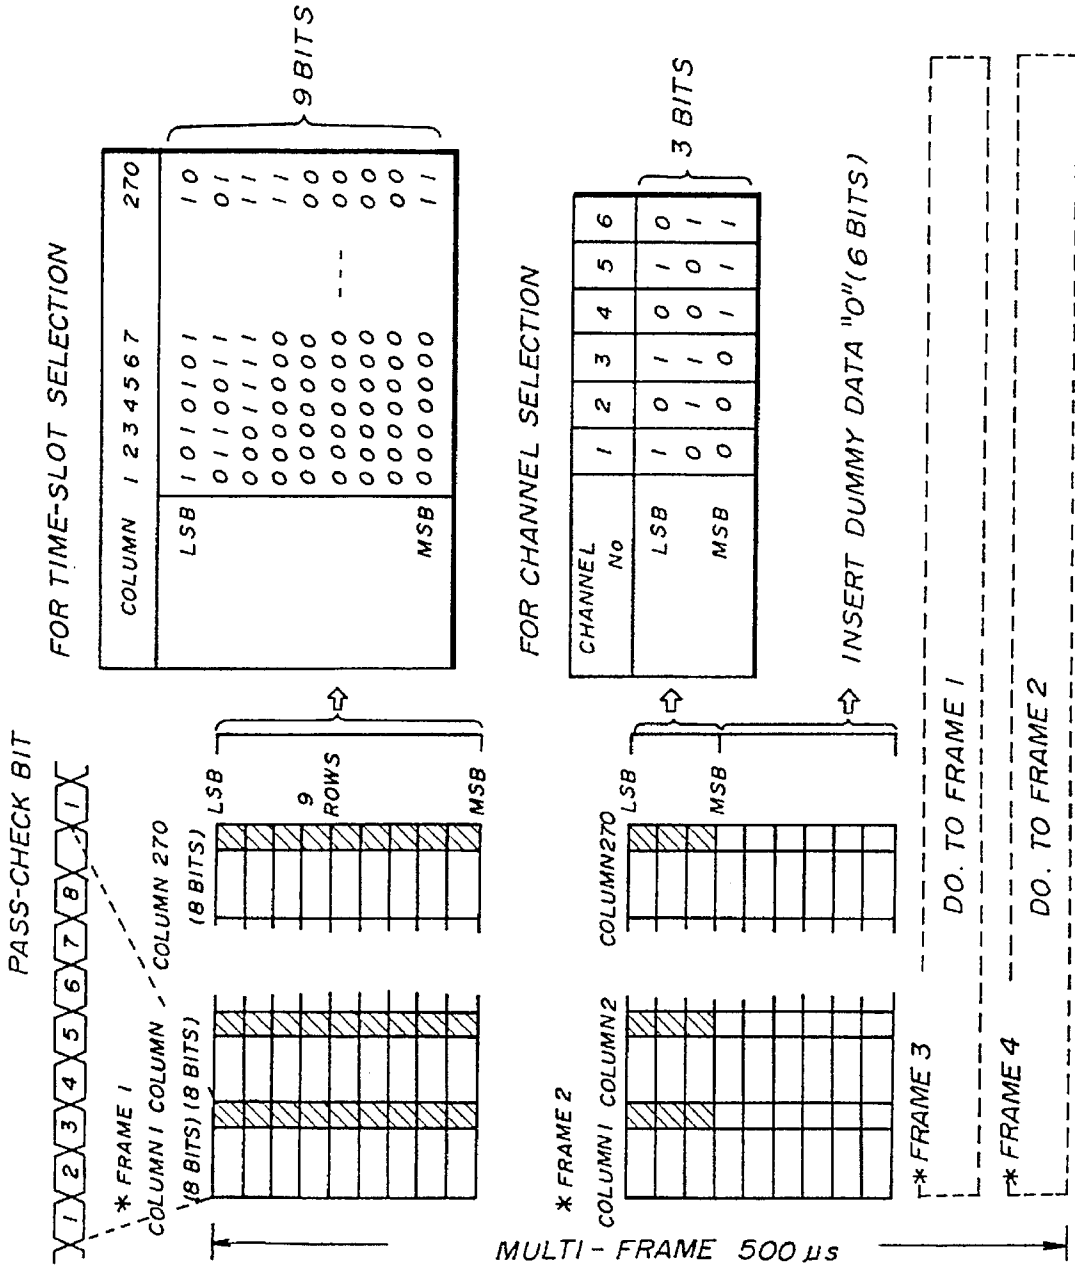 PASS-CHECK BIT
1 2 3 4 5 6 7 8 1
* FRAME 1
COLUMN 1 COLUMN COLUMN 270
(8 BITS) (8 BITS) (8 BITS)
LSB
9
ROWS
MSB
FOR TIME-SLOT SELECTION
COLUMN 1 2 3 4 5 6 7 270
LSB 1 0 1 0 1 0 1 1 0
0 1 1 0 0 1 1 0 1
0 0 0 1 1 1 1 1 1
0 0 0 0 0 0 0 1 1
0 0 0 0 0 0 0 0 0
0 0 0 0 0 0 0 --- 0 0
0 0 0 0 0 0 0 0 0
0 0 0 0 0 0 0 0 0
MSB 0 0 0 0 0 0 0 1 1
9 BITS
* FRAME 2
COLUMN 1 COLUMN 2 COLUMN 270
LSB
MSB
FOR CHANNEL SELECTION
CHANNEL No 1 2 3 4 5 6
LSB 1 0 1 0 1 0
0 1 1 0 0 1
MSB 0 0 0 1 1 1
3 BITS
INSERT DUMMY DATA "0" (6 BITS)
* FRAME 3
DO. TO FRAME 1
* FRAME 4
DO. TO FRAME 2
MULTI-FRAME 500 μs